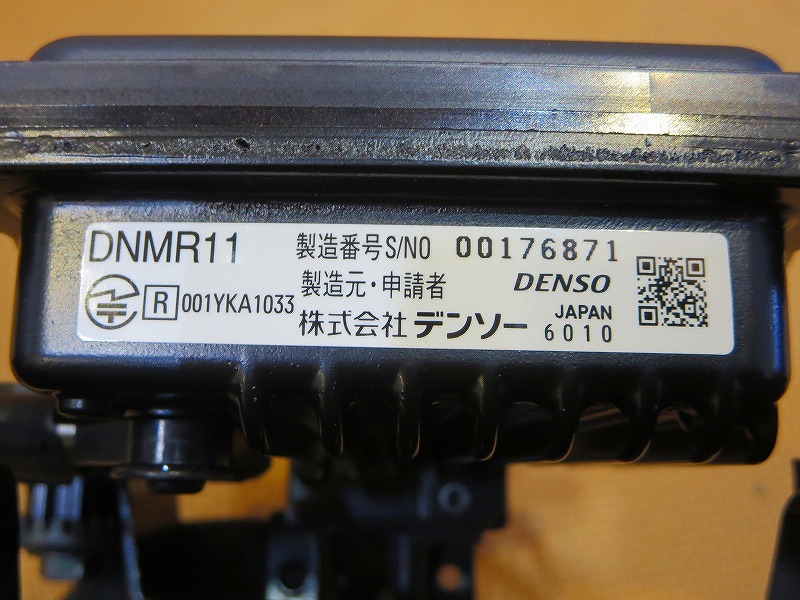 DNMR11 製造番号S/NO 00176871
製造元・申請者 DENSO
R 001YKA1033
株式会社 デンソー JAPAN
6010